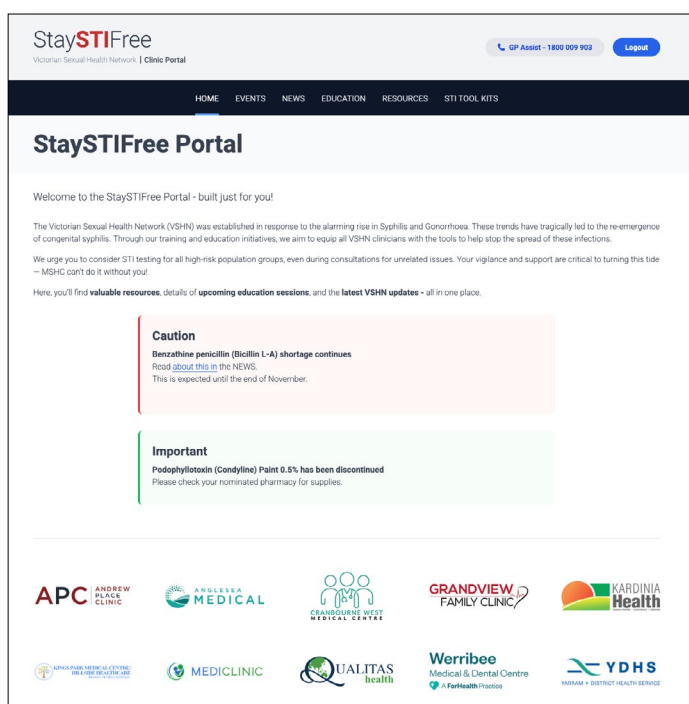 StaySTIFree
Victorian Sexual Health Network | Clinic Portal
GP Assist - 1800 009 903
Logout
HOME EVENTS NEWS EDUCATION RESOURCES STI TOOL KITS
StaySTIFree Portal
Welcome to the StaySTIFree Portal - built just for you!
The Victorian Sexual Health Network (VSHN) was established in response to the alarming rise in Syphilis and Gonorrhoea. These trends have tragically led to the re-emergence
of congenital syphilis. Through our training and education initiatives, we aim to equip all VSHN clinicians with the tools to help stop the spread of these infections.
We urge you to consider STI testing for all high-risk population groups, even during consultations for unrelated issues. Your vigilance and support are critical to turning this tide
— MSHC can't do it without you!
Here, you'll find valuable resources, details of upcoming education sessions, and the latest VSHN updates - all in one place.
Caution
Benzathine penicillin (Bicillin L-A) shortage continues
Read about this in the NEWS.
This is expected until the end of November.
Important
Podophyllotoxin (Condyline) Paint 0.5% has been discontinued
Please check your nominated pharmacy for supplies.
APC ANDREW
PLACE
CLINIC
ANGLESEA
MEDICAL
CRANBOURNE WEST
MEDICAL CENTRE
GRANDVIEW
FAMILY CLINIC
KARDINIA
Health
KINGS PARK MEDICAL CENTRE/
HILLSIDE HEALTHCARE
MEDICLINIC
QUALITAS
health
Werribee
Medical & Dental Centre
A ForHealth Practice
YDHS
YARRAM + DISTRICT HEALTH SERVICE